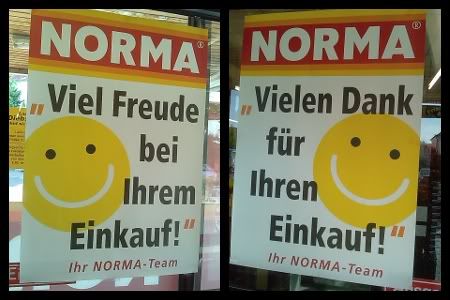 NORMA®
„Viel Freude
bei
Ihrem
Einkauf!“
Ihr NORMA-Team
NORMA®
„Vielen Dank
für
Ihren
Einkauf!“
Ihr NORMA-Team